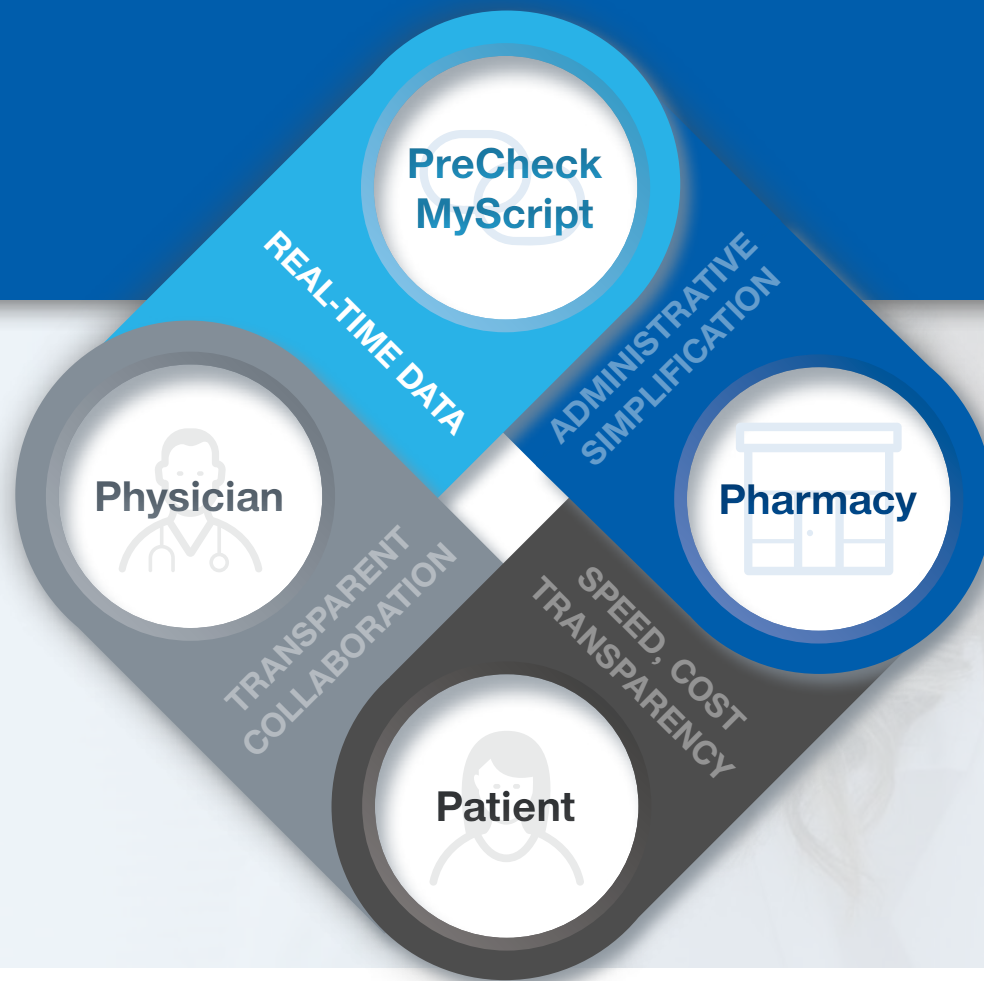 PreCheck
MyScript
REAL-TIME DATA
ADMINISTRATIVE
SIMPLIFICATION
Physician
Pharmacy
TRANSPARENT
COLLABORATION
SPEED, COST
TRANSPARENCY
Patient